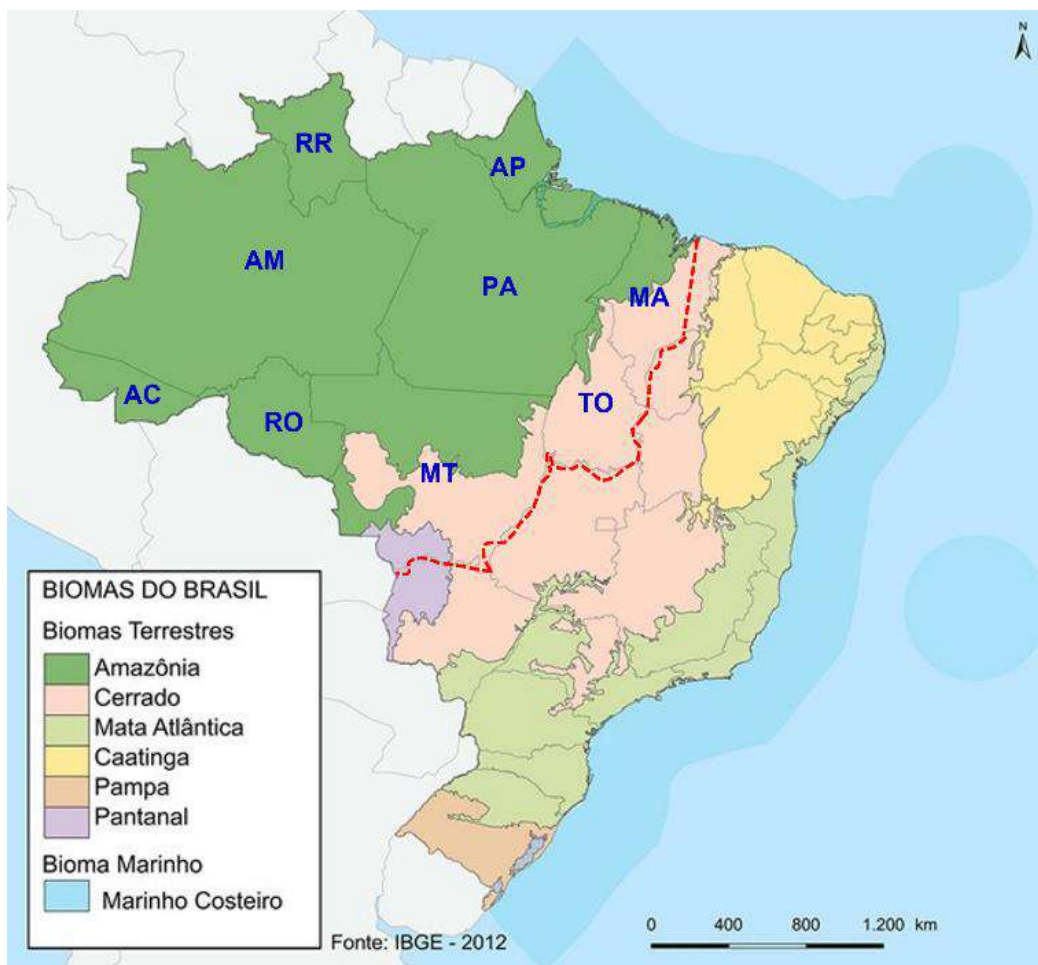 N
RR
AP
AM
PA
MA
AC
RO
TO
MT
BIOMAS DO BRASIL
Biomas Terrestres
Amazônia
Cerrado
Mata Atlântica
Caatinga
Pampa
Pantanal
Bioma Marinho
Marinho Costeiro
Fonte: IBGE - 2012
0 400 800 1.200 km